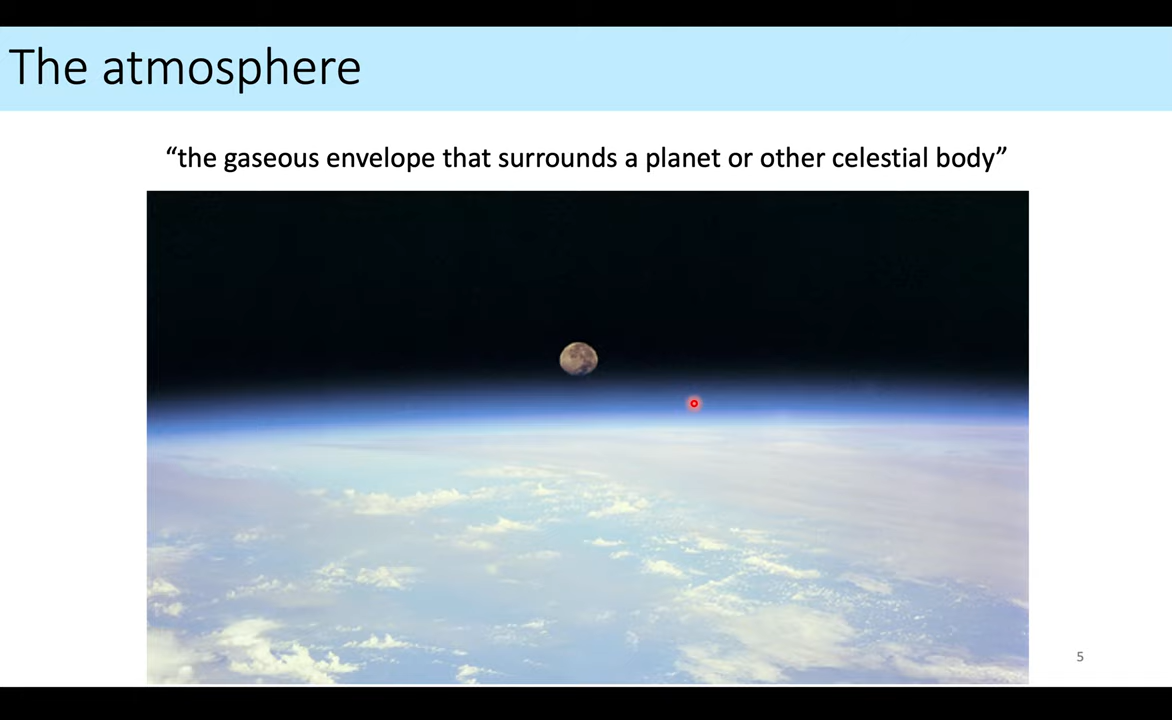 The atmosphere
“the gaseous envelope that surrounds a planet or other celestial body”
5